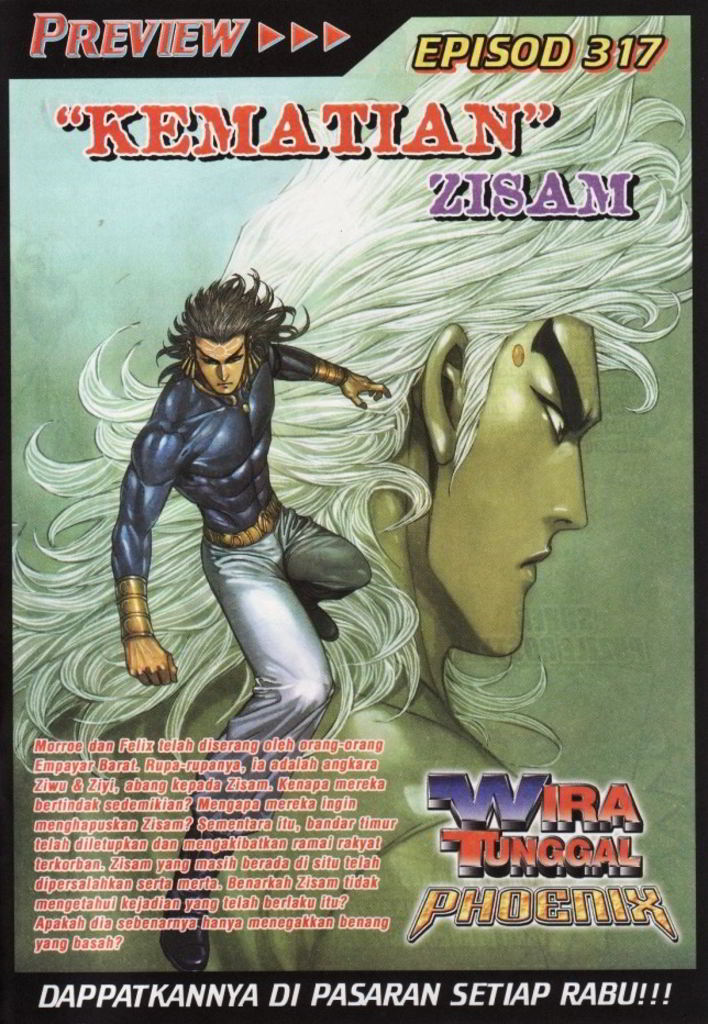 PREVIEW
EPISOD 317
"KEMATIAN"
ZISAM
Morroe dan Felix telah diserang oleh orang-orang
Empayar Barat. Rupa-rupanya, ia adalah angkara
Ziwu & Ziyi, abang kepada Zisam. Kenapa mereka
bertindak sedemikian? Mengapa mereka ingin
menghapuskan Zisam? Sementara itu, bandar timur
telah diletupkan dan mengakibatkan ramai rakyat
terkorban. Zisam yang masih berada di situ telah
dipersalahkan serta merta. Benarkah Zisam tidak
mengetahui kejadian yang telah berlaku itu?
Apakah dia sebenarnya hanya menegakkan benang
yang basah?
WIRA
TUNGGAL
PHOENIX
DAPPATKANNYA DI PASARAN SETIAP RABU!!!